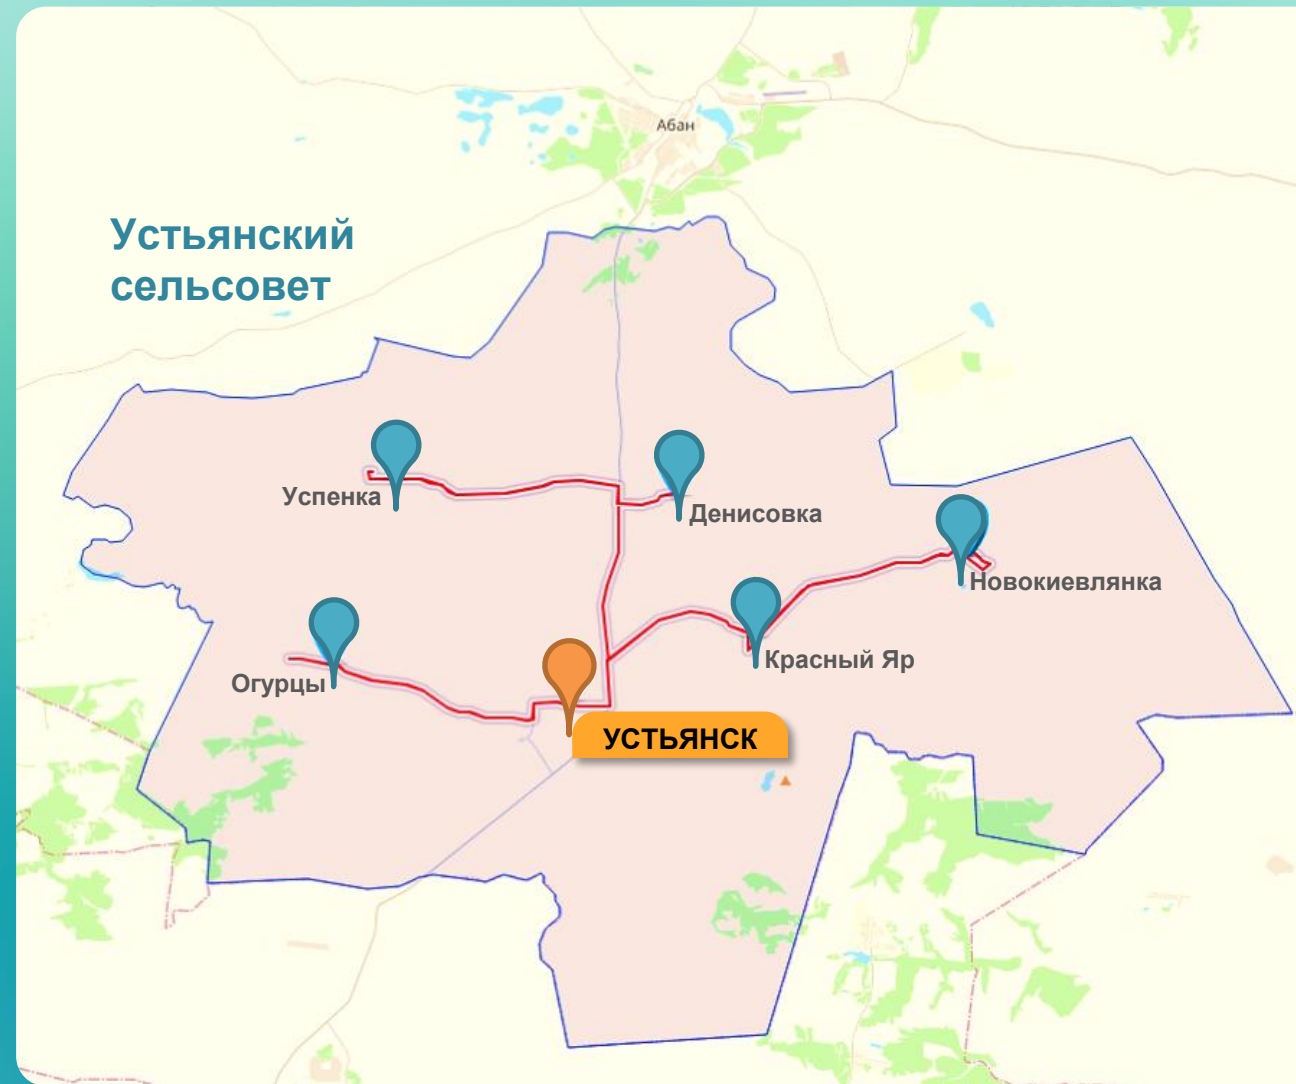 Абан
Устьянский
сельсовет
Успенка
Денисовка
Новокиевлянка
Красный Яр
Огурцы
УСТЬЯНСК